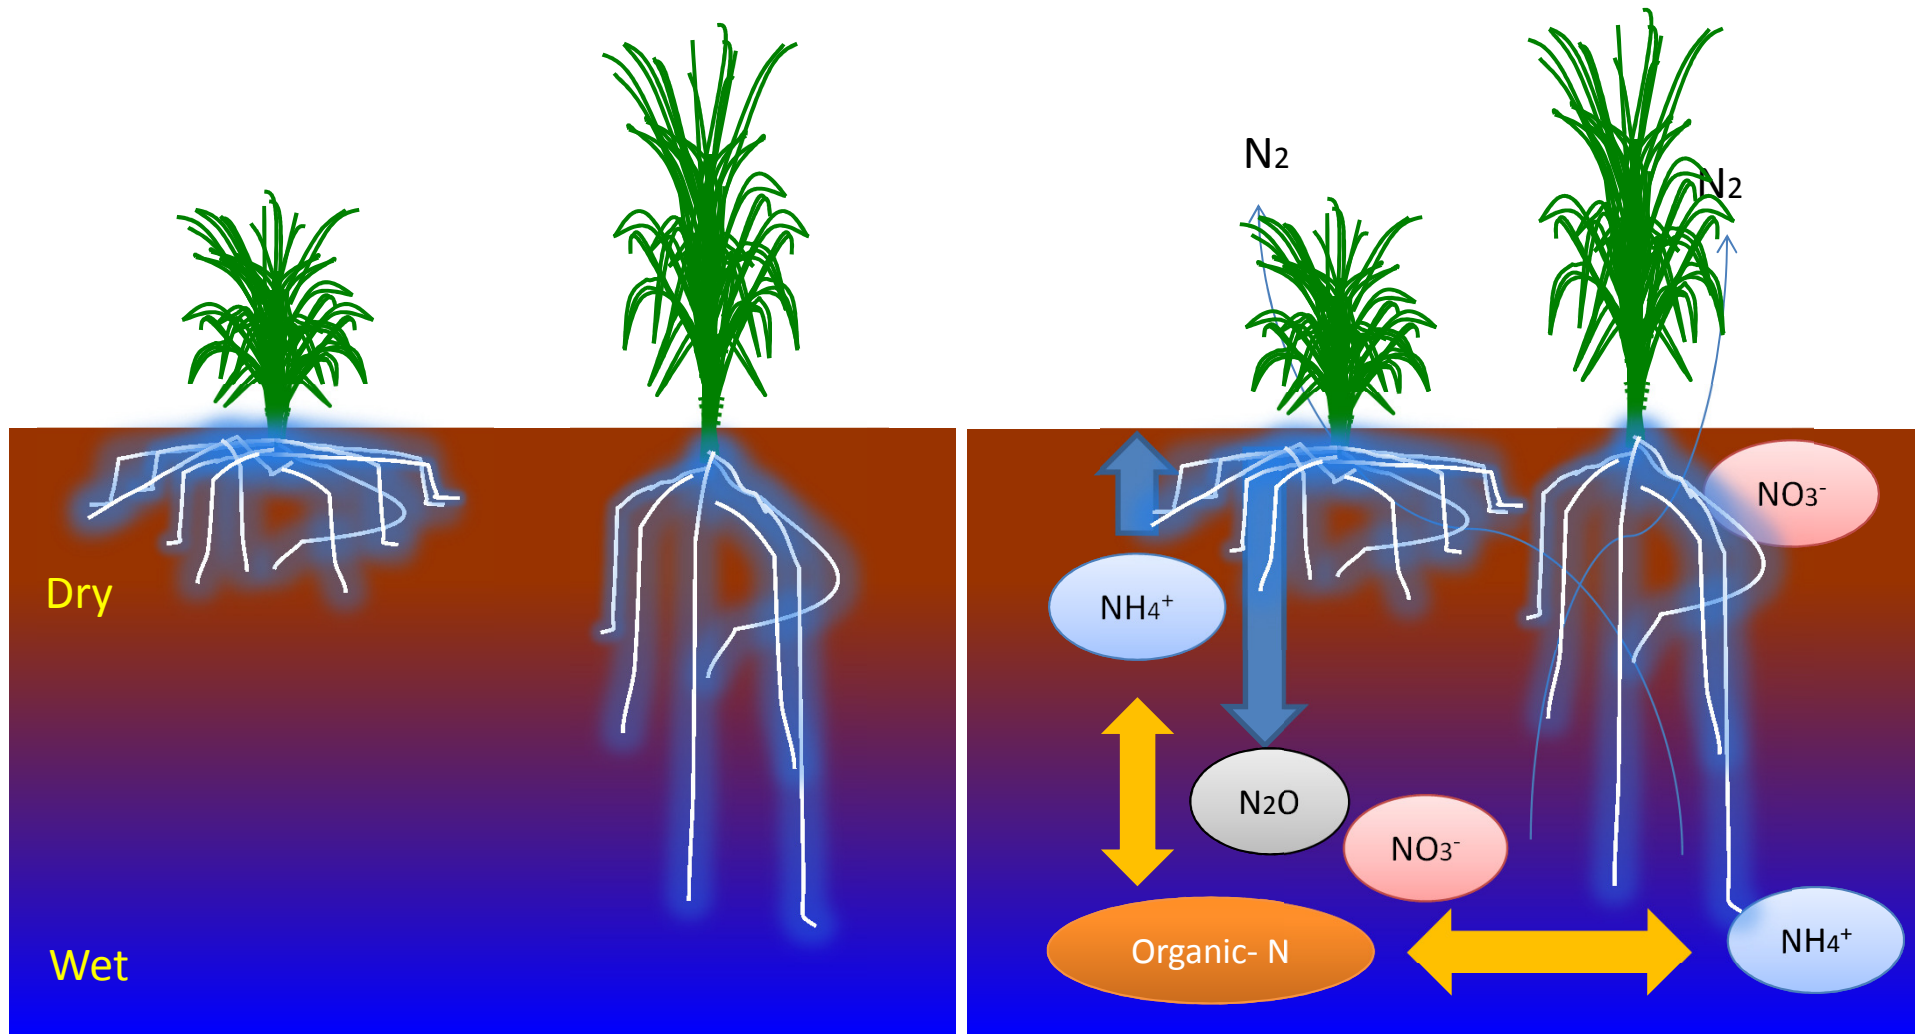 Dry
Wet
N2
N2
NO3-
NH4+
N2O
NO3-
Organic- N
NH4+